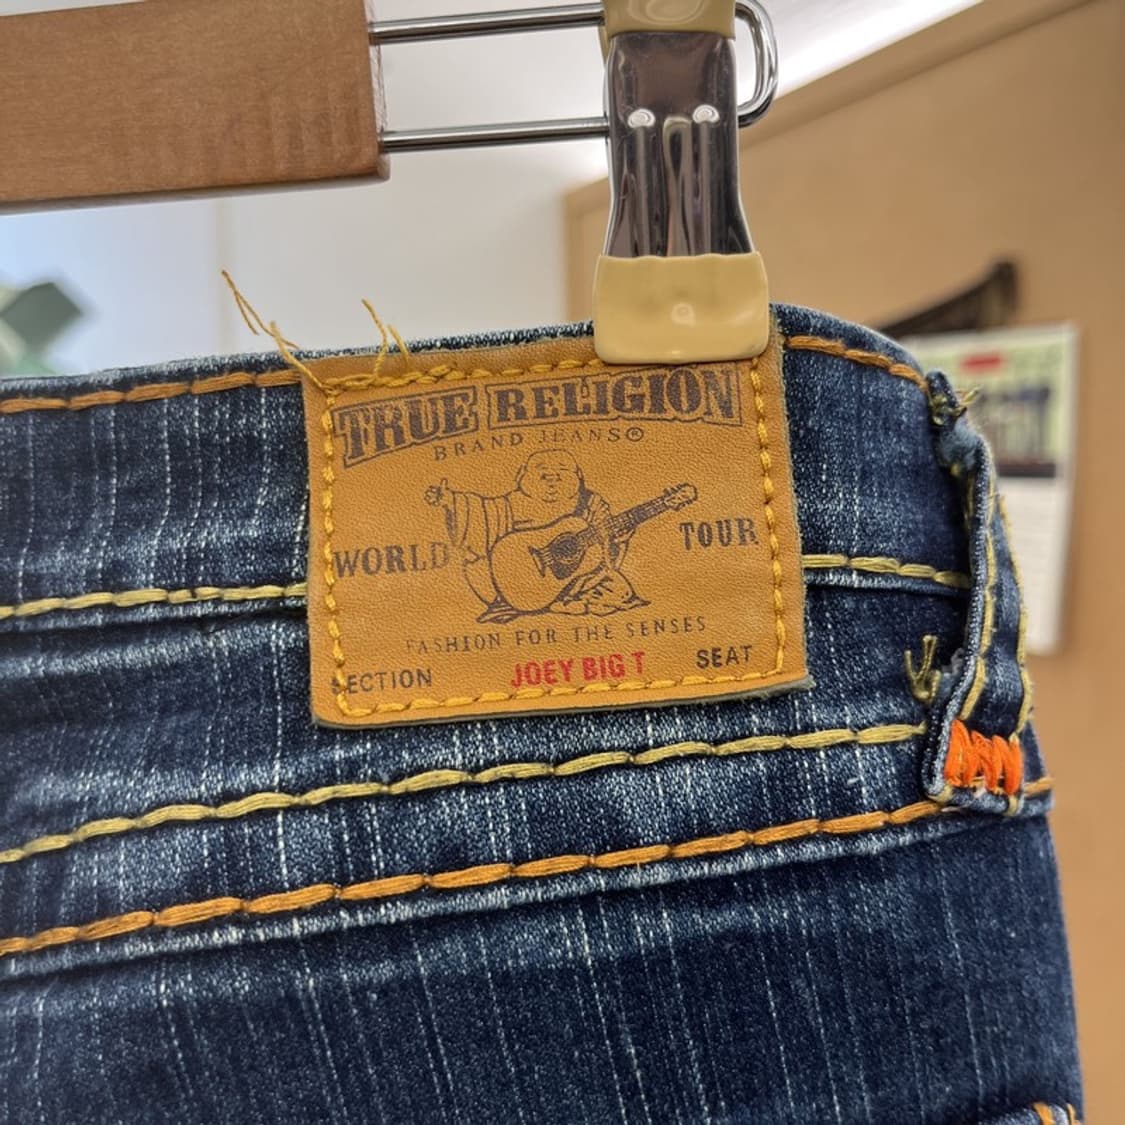 TRUE RELIGION
BRAND JEANS®
WORLD TOUR
FASHION FOR THE SENSES
SECTION JOEY BIG T SEAT